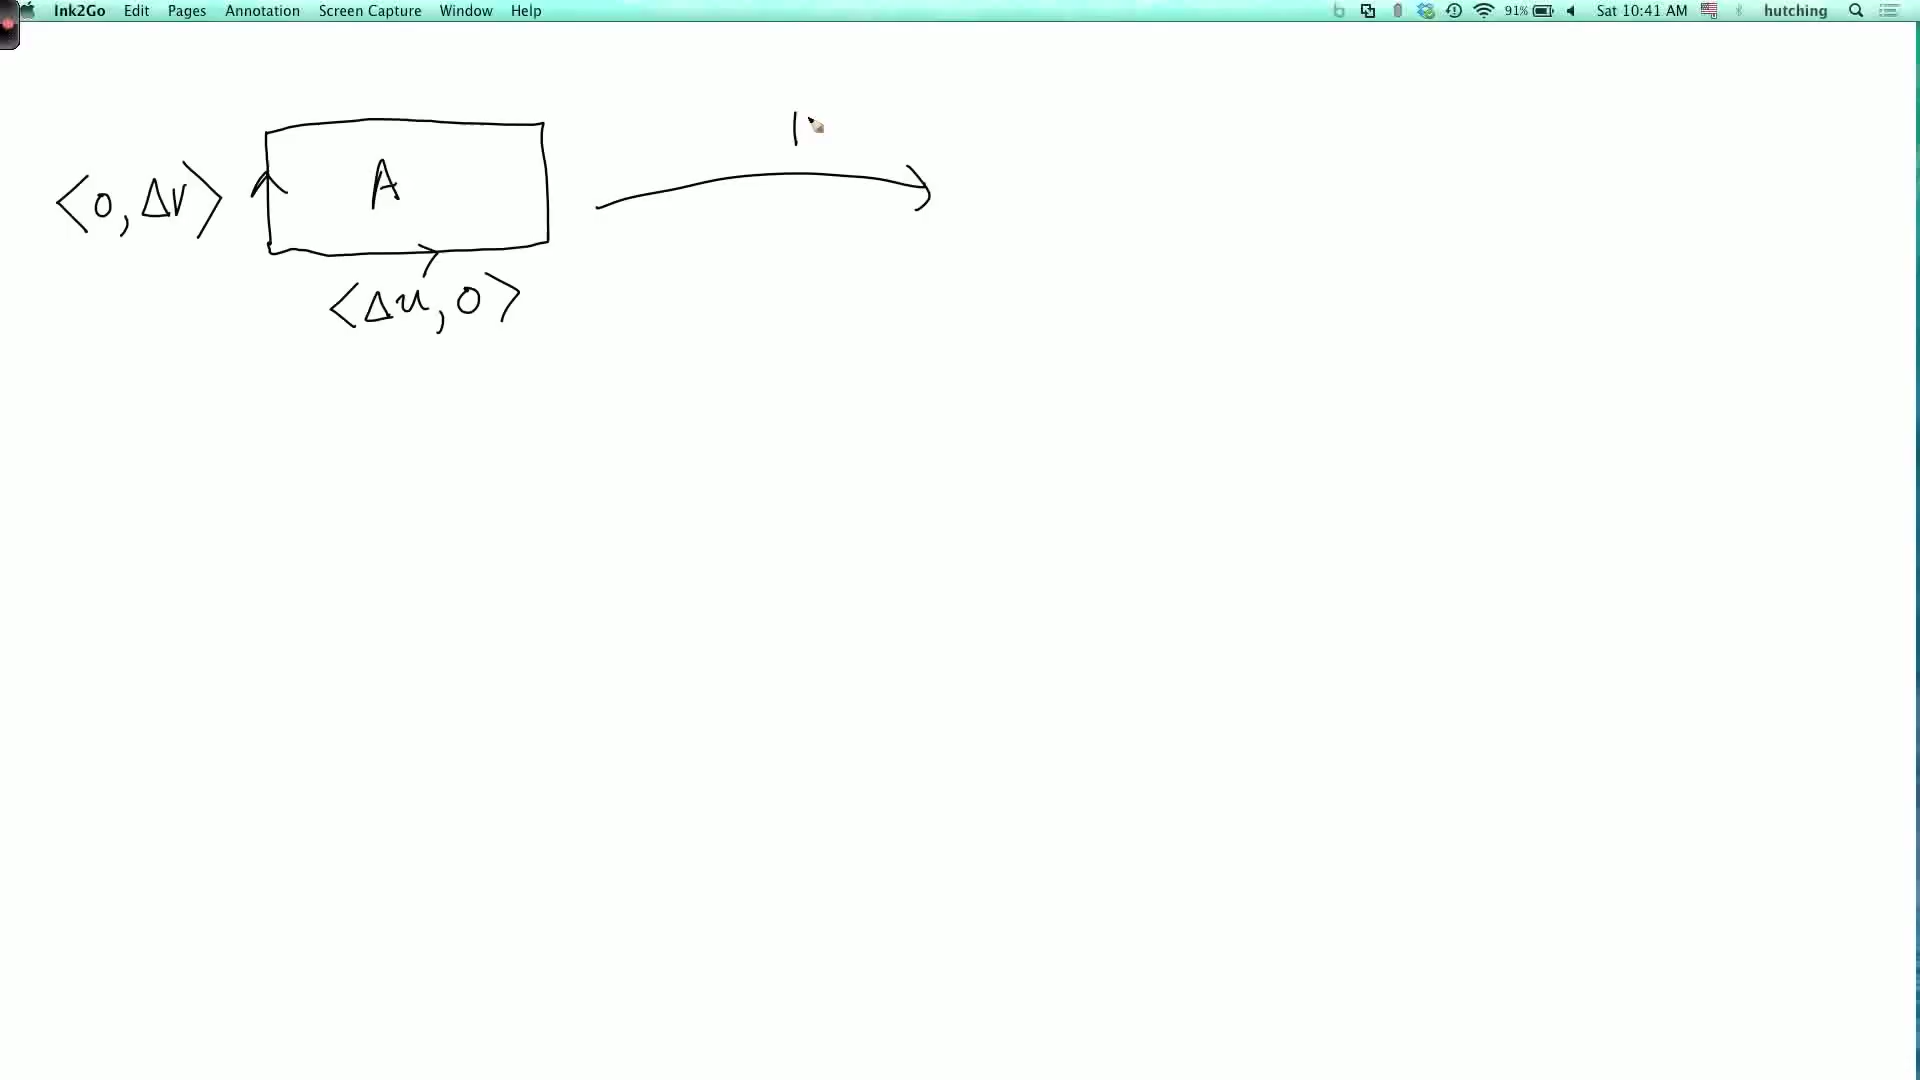 Ink2Go Edit Pages Annotation Screen Capture Window Help 91% Sat 10:41 AM hutching
A
<0, Δv>
<Δu, 0>